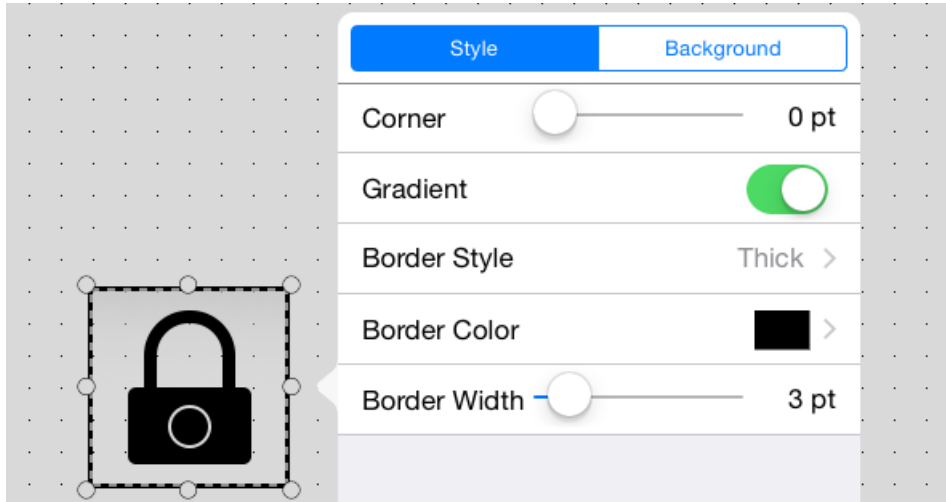 Style Background
Corner 0 pt
Gradient
Border Style Thick
Border Color
Border Width 3 pt